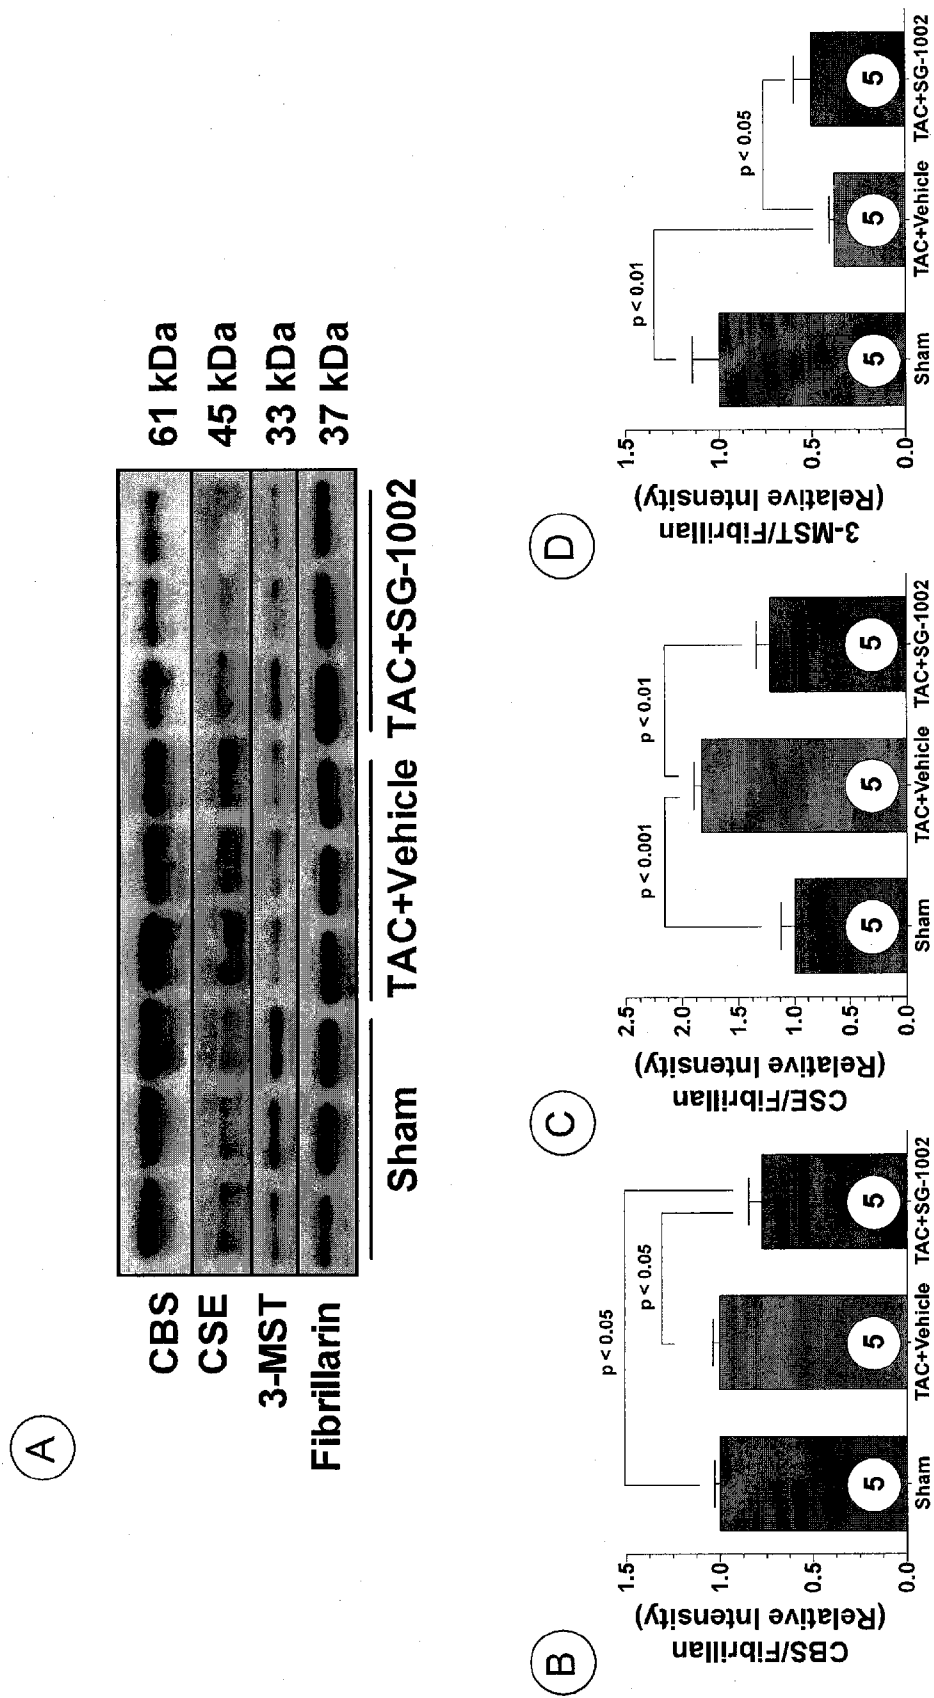 A
CBS
CSE
3-MST
Fibrillarin
61 kDa
45 kDa
33 kDa
37 kDa
Sham
TAC+Vehicle
TAC+SG-1002
B
CBS/Fibrillan
(Relative Intensity)
1.5
1.0
0.5
0.0
p < 0.05
p < 0.05
5
5
5
Sham
TAC+Vehicle
TAC+SG-1002
C
CSE/Fibrillan
(Relative Intensity)
2.5
2.0
1.5
1.0
0.5
0.0
p < 0.001
p < 0.01
5
5
5
Sham
TAC+Vehicle
TAC+SG-1002
D
3-MST/Fibrillan
(Relative Intensity)
1.5
1.0
0.5
0.0
p < 0.01
p < 0.05
5
5
5
Sham
TAC+Vehicle
TAC+SG-1002